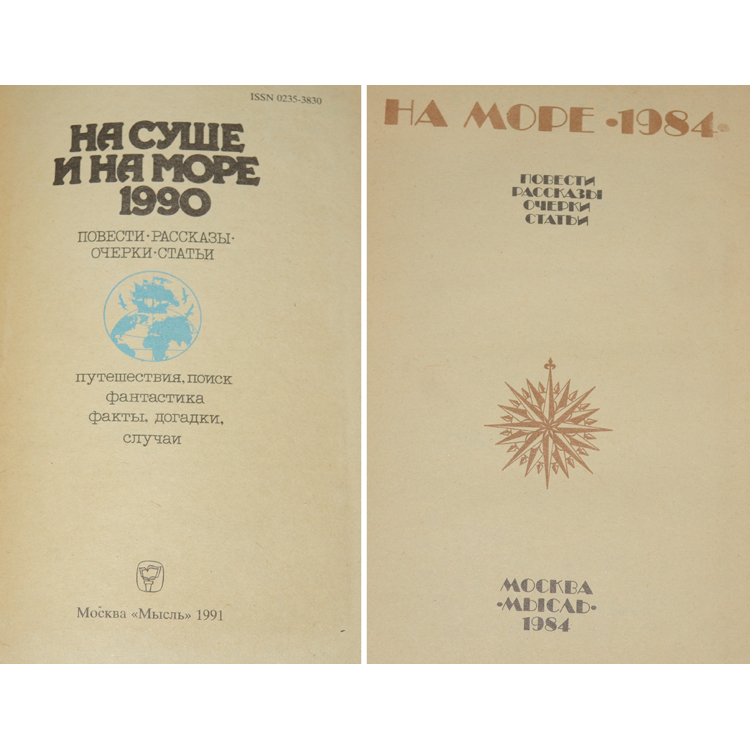 ISSN 0235-3830
НА СУШЕ
И НА МОРЕ
1990
ПОВЕСТИ·РАССКАЗЫ·
ОЧЕРКИ·СТАТЬИ
путешествия, поиск
фантастика
факты, догадки,
случаи
Москва «Мысль» 1991
НА МОРЕ •1984•
ПОВЕСТИ
РАССКАЗЫ
ОЧЕРКИ
СТАТЬИ
МОСКВА
•МЫСЛЬ•
1984